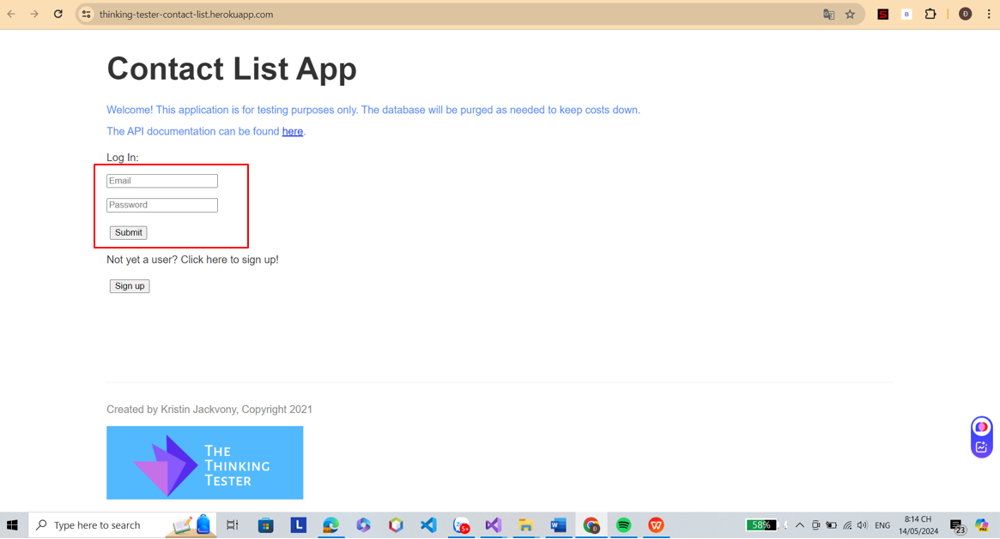 thinking-tester-contact-list.herokuapp.com
S
B
Đ
Contact List App
Welcome! This application is for testing purposes only. The database will be purged as needed to keep costs down.
The API documentation can be found here.
Log In:
Email
Password
Submit
Not yet a user? Click here to sign up!
Sign up
Created by Kristin Jackvony, Copyright 2021
THE
THINKING
TESTER
Type here to search
L
5+
W
58%
ENG
8:14 CH
14/05/2024
23